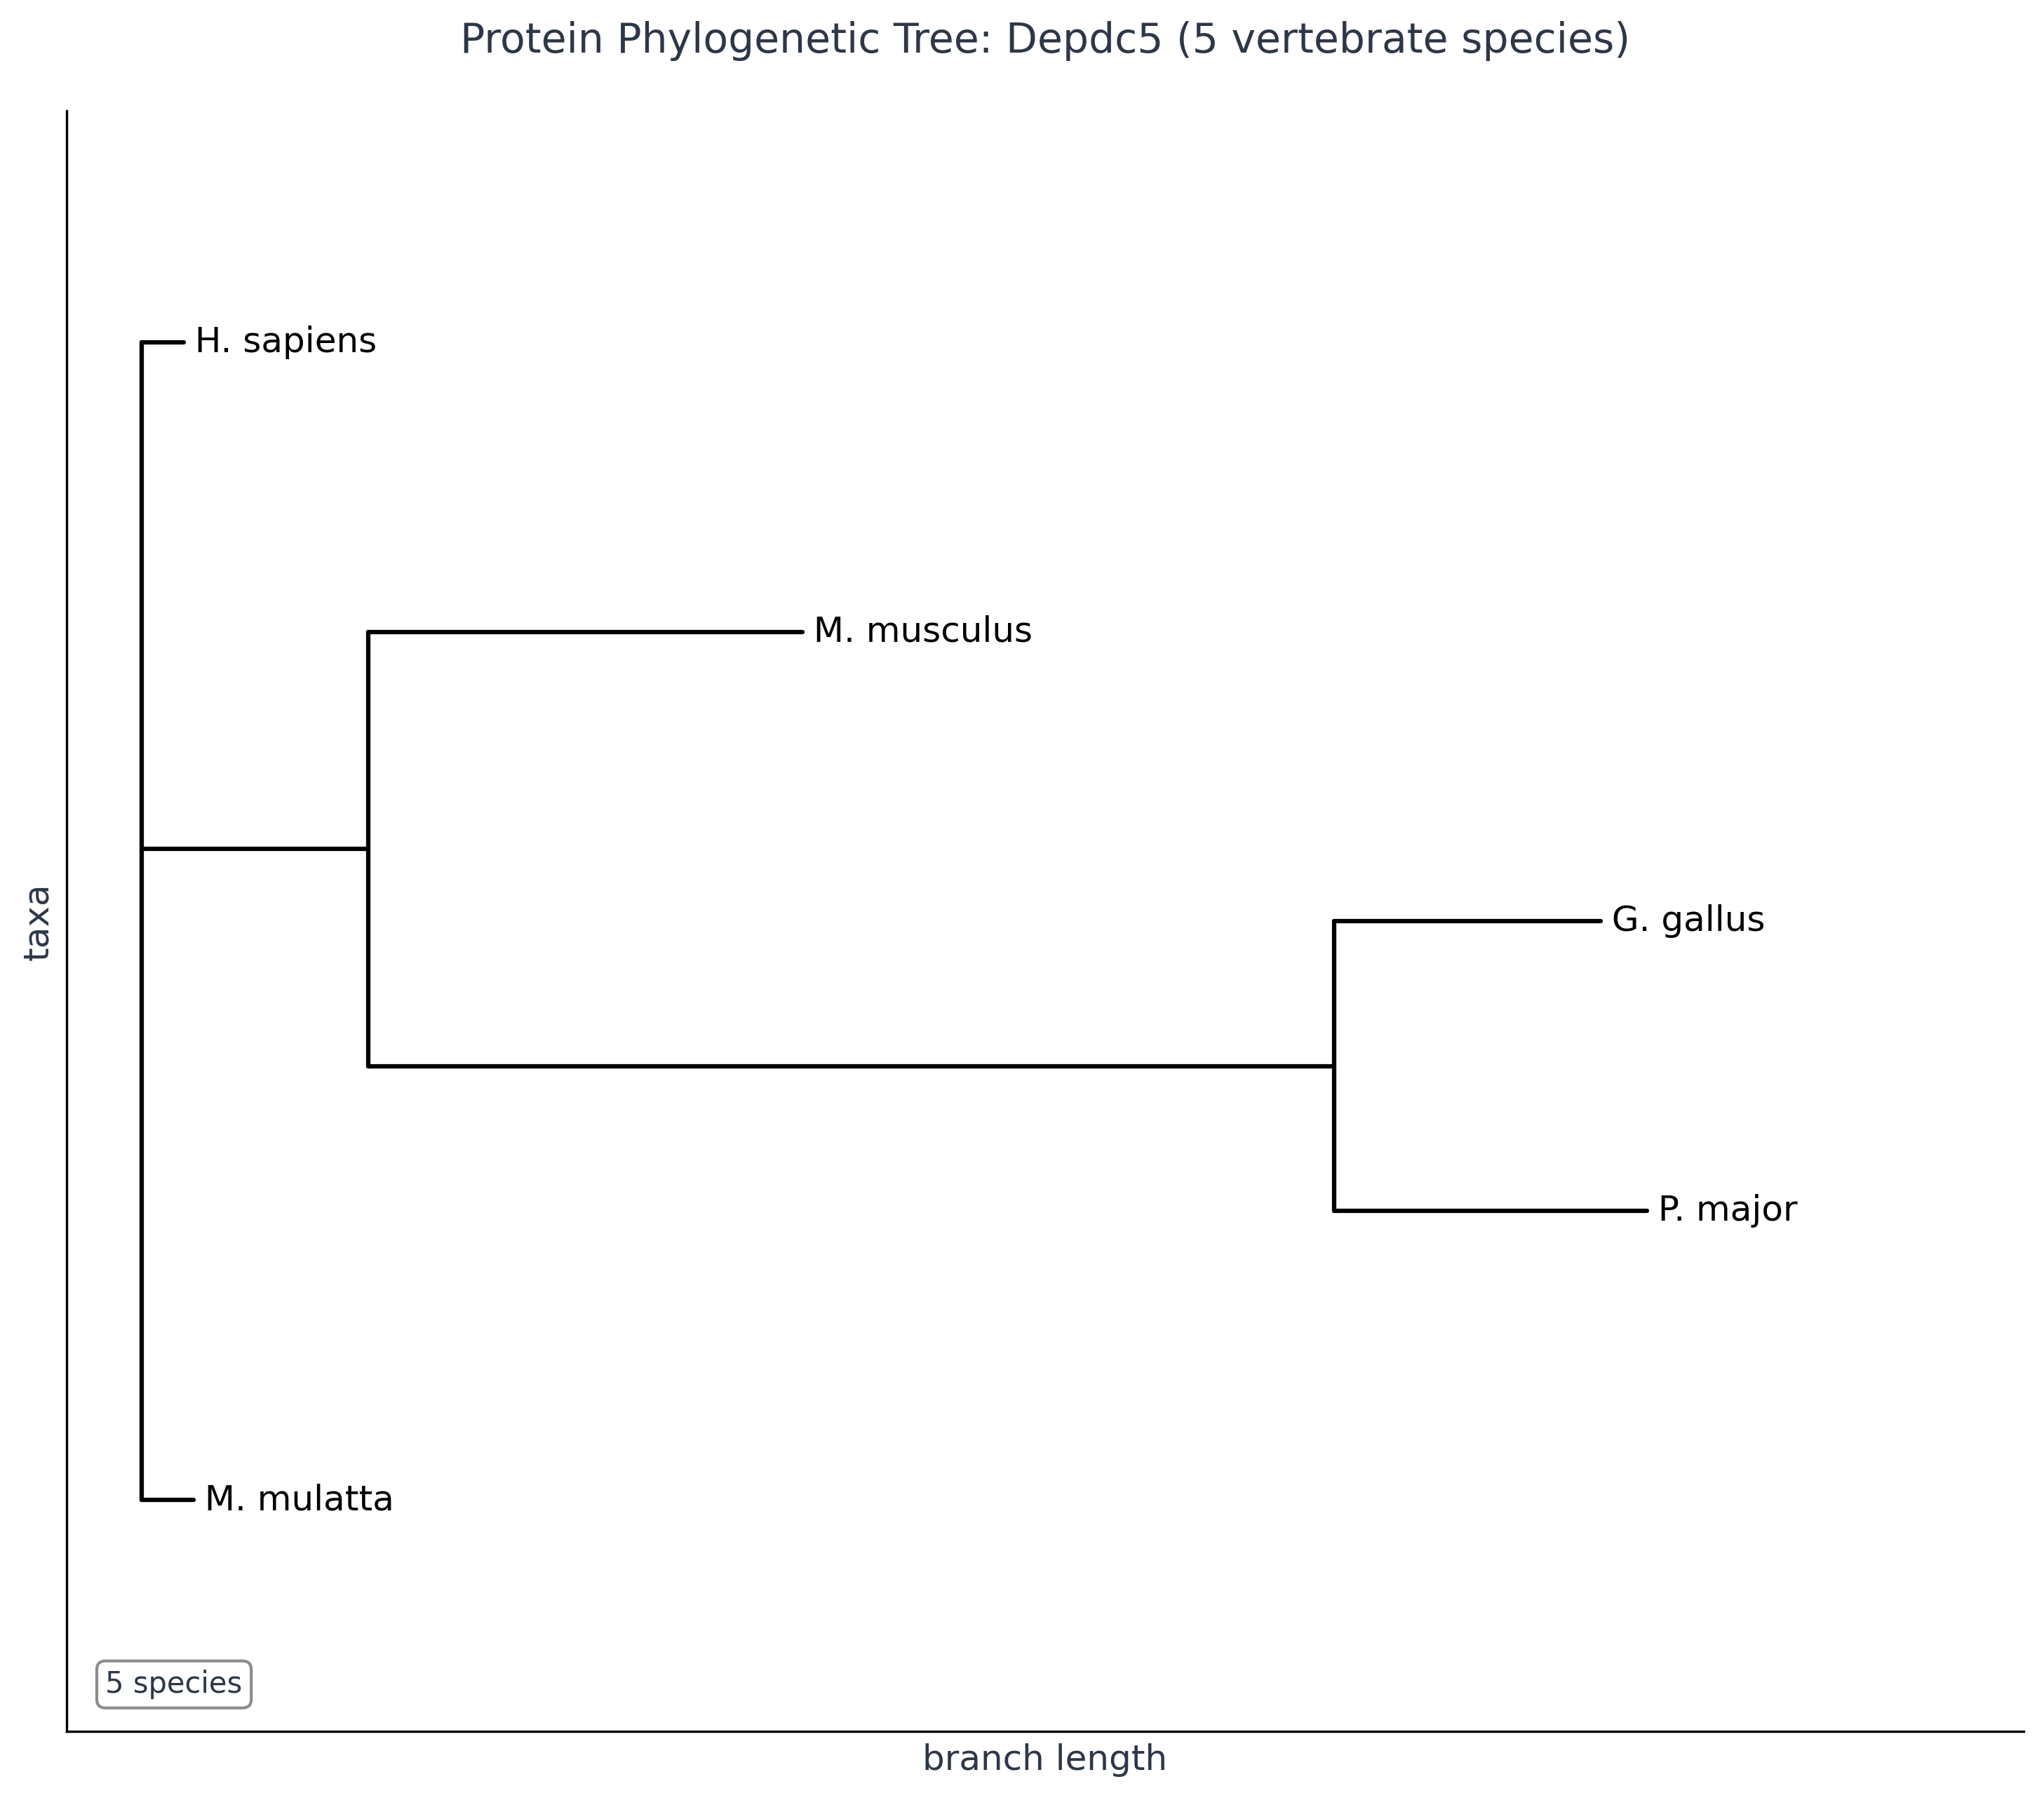 Protein Phylogenetic Tree: Depdc5 (5 vertebrate species)
H. sapiens
M. musculus
G. gallus
P. major
M. mulatta
taxa
5 species
branch length